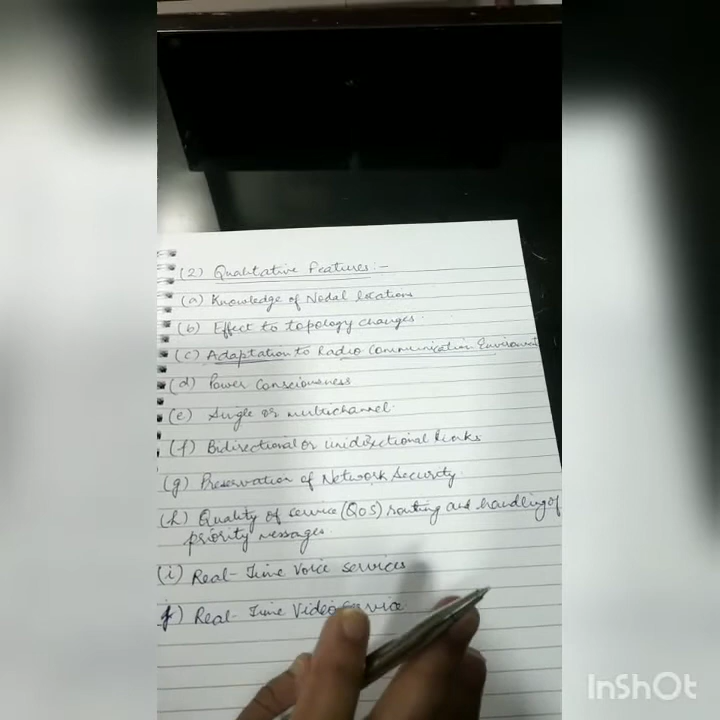 (2) Qualitative Features:-
(a) Knowledge of Nodal locations
(b) Effect to topology changes.
(c) Adaptation to Radio Communication Environment
(d) Power Consciousness
(e) Single or multichannel.
(f) Bidirectional or unidirectional links
(g) Preservation of Network Security.
(h) Quality of service (QoS) routing and handling of
priority messages.
(i) Real-Time Voice services
(j) Real-Time Video Service
InShOt